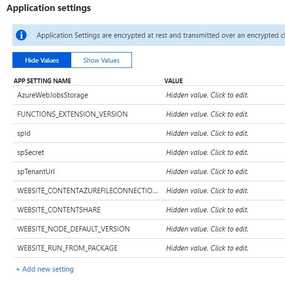 Application settings
Application Settings are encrypted at rest and transmitted over an encrypted c
Hide Values Show Values
APP SETTING NAME VALUE
AzureWebJobsStorage Hidden value. Click to edit.
FUNCTIONS_EXTENSION_VERSION Hidden value. Click to edit.
spId Hidden value. Click to edit.
spSecret Hidden value. Click to edit.
spTenantUrl Hidden value. Click to edit.
WEBSITE_CONTENTAZUREFILECONNECTIO... Hidden value. Click to edit.
WEBSITE_CONTENTSHARE Hidden value. Click to edit.
WEBSITE_NODE_DEFAULT_VERSION Hidden value. Click to edit.
WEBSITE_RUN_FROM_PACKAGE Hidden value. Click to edit.
+ Add new setting